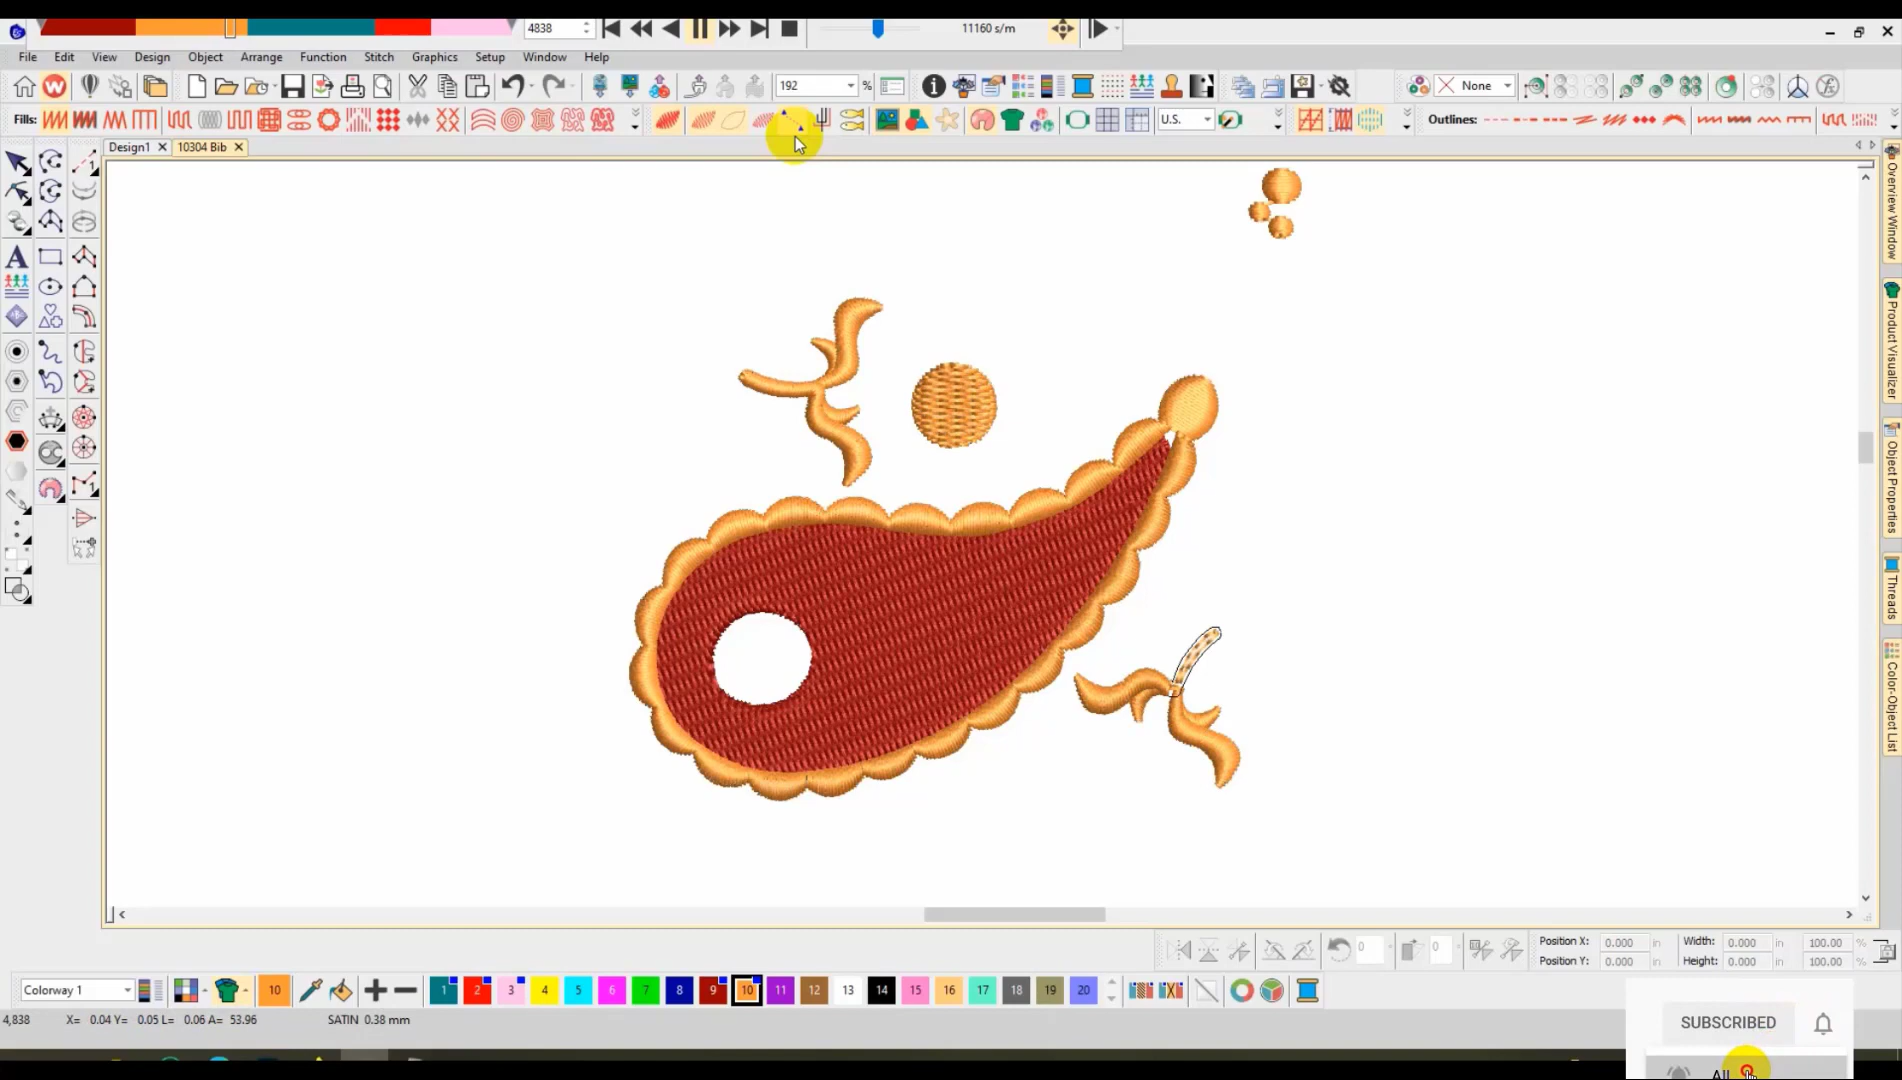 4838
11160 s/m
File Edit View Design Object Arrange Function Stitch Graphics Setup Window Help
192 %
None
Fills:
U.S.
Outlines:
Design1
10304 Bib
Overview Window
Product Visualizer
Object Properties
Threads
Color-Object List
0
0
Position X: 0.000 in Width: 0.000 in 100.00 %
Position Y: 0.000 in Height: 0.000 in 100.00 %
Colorway 1
10
1 2 3 4 5 6 7 8 9 10 11 12 13 14 15 16 17 18 19 20
4,838 X= 0.04 Y= 0.05 L= 0.06 A= 53.96 SATIN 0.38 mm
SUBSCRIBED
All